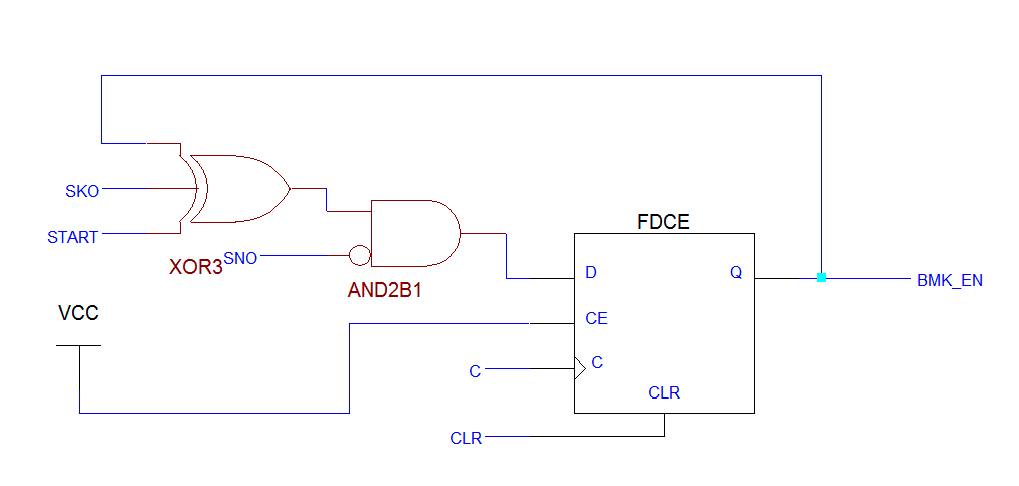 SKO
START
XOR3
SNO
AND2B1
VCC
FDCE
D
Q
BMK_EN
CE
C
C
CLR
CLR